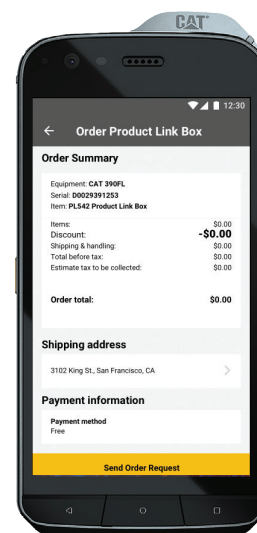 CAT
12:30
Order Product Link Box
Order Summary
Equipment: CAT 390FL
Serial: D0029391253
Item: PL542 Product Link Box
Items: $0.00
Discount: -$0.00
Shipping & handling: $0.00
Total before tax: $0.00
Estimate tax to be collected: $0.00
Order total: $0.00
Shipping address
3102 King St., San Francisco, CA
Payment information
Payment method
Free
Send Order Request